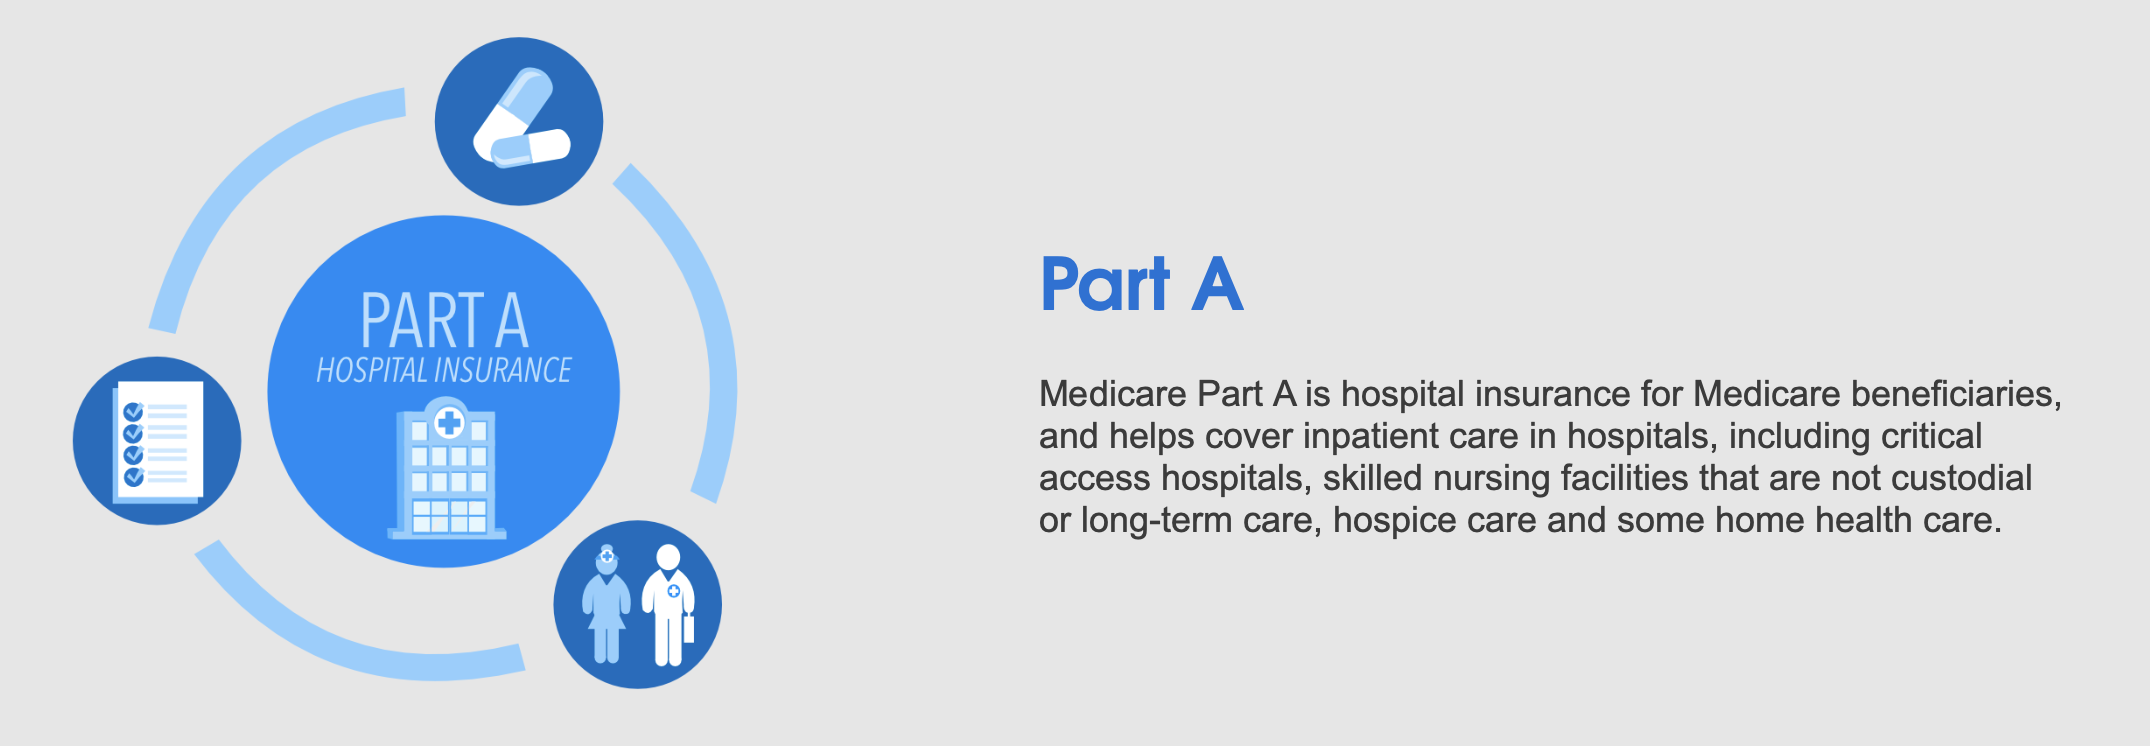 PART A
HOSPITAL INSURANCE
Part A
Medicare Part A is hospital insurance for Medicare beneficiaries,
and helps cover inpatient care in hospitals, including critical
access hospitals, skilled nursing facilities that are not custodial
or long-term care, hospice care and some home health care.